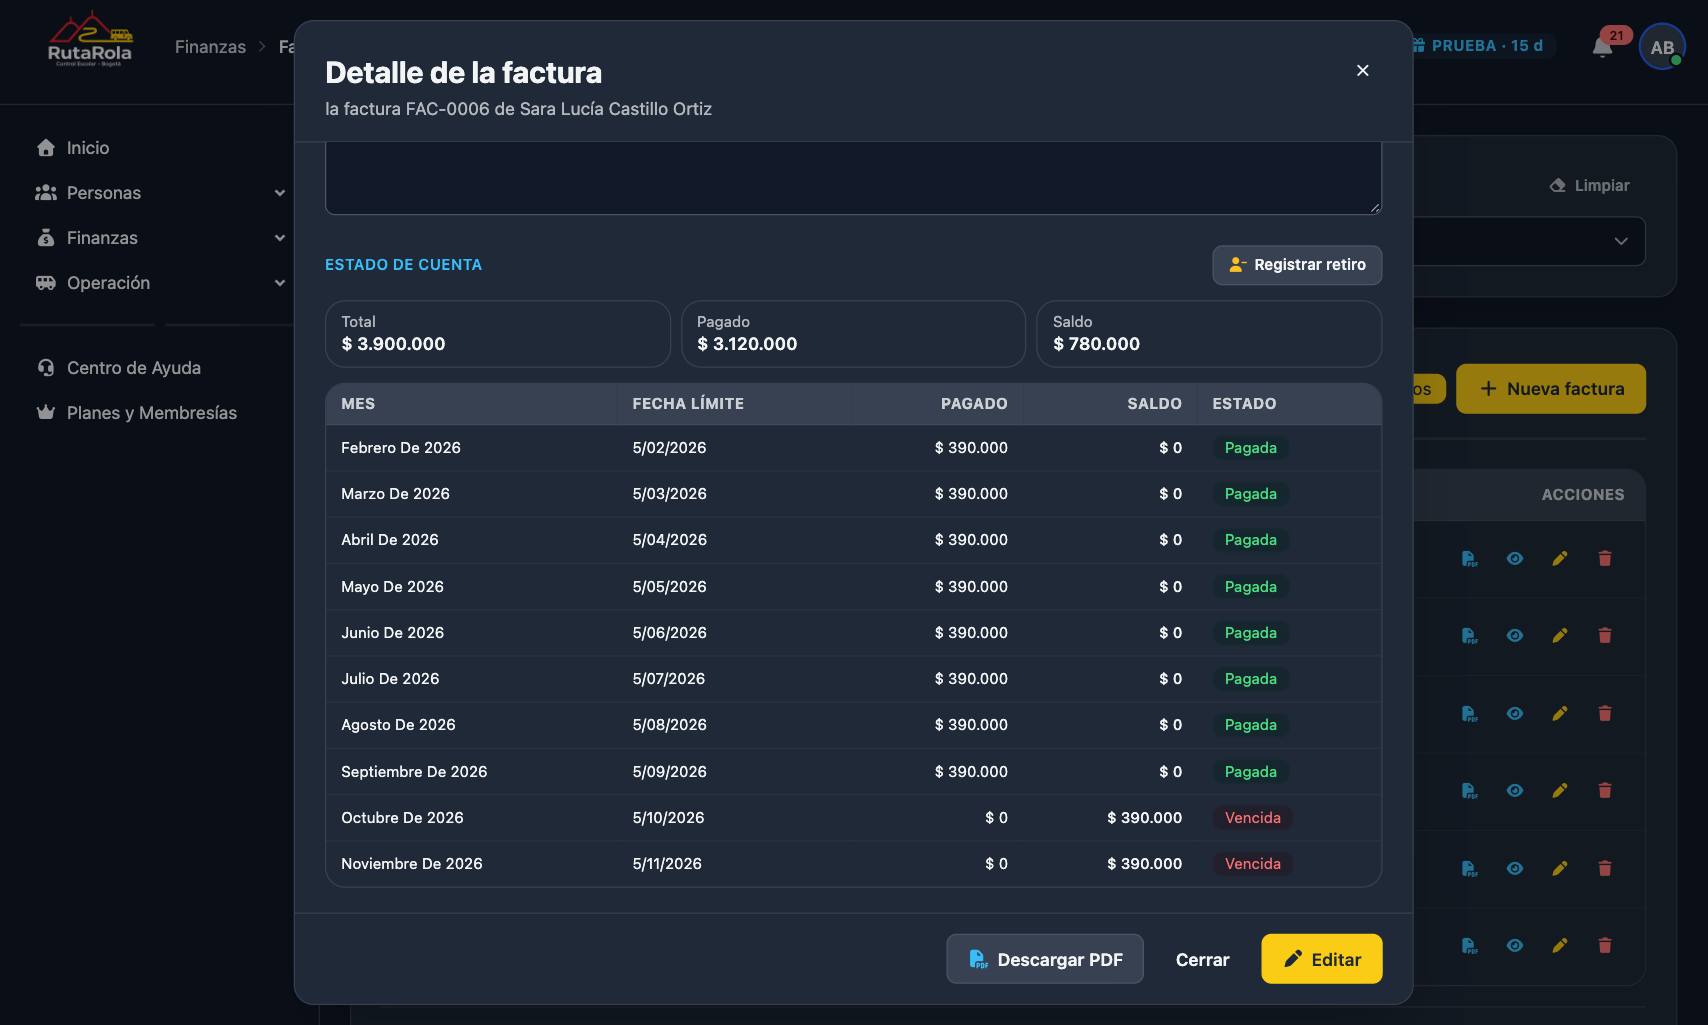 RutaRola
Control Escolar - Bogotá
Finanzas
Fa
PRUEBA · 15 d
21
AB
Inicio
Personas
Finanzas
Operación
Centro de Ayuda
Planes y Membresías
Detalle de la factura
la factura FAC-0006 de Sara Lucía Castillo Ortiz
ESTADO DE CUENTA
Registrar retiro
Total
$ 3.900.000
Pagado
$ 3.120.000
Saldo
$ 780.000
MES FECHA LÍMITE PAGADO SALDO ESTADO
Febrero De 2026 5/02/2026 $ 390.000 $ 0 Pagada
Marzo De 2026 5/03/2026 $ 390.000 $ 0 Pagada
Abril De 2026 5/04/2026 $ 390.000 $ 0 Pagada
Mayo De 2026 5/05/2026 $ 390.000 $ 0 Pagada
Junio De 2026 5/06/2026 $ 390.000 $ 0 Pagada
Julio De 2026 5/07/2026 $ 390.000 $ 0 Pagada
Agosto De 2026 5/08/2026 $ 390.000 $ 0 Pagada
Septiembre De 2026 5/09/2026 $ 390.000 $ 0 Pagada
Octubre De 2026 5/10/2026 $ 0 $ 390.000 Vencida
Noviembre De 2026 5/11/2026 $ 0 $ 390.000 Vencida
Descargar PDF
Cerrar
Editar
Limpiar
os
Nueva factura
ACCIONES